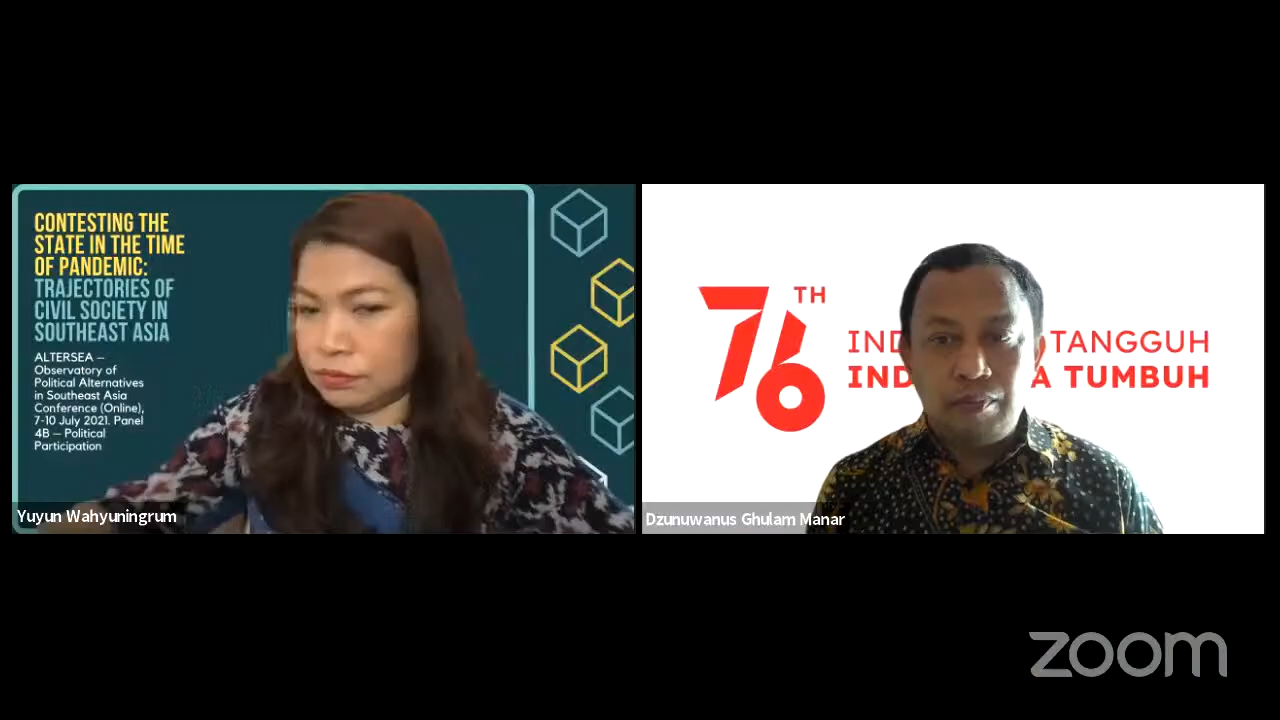 CONTESTING THE
STATE IN THE TIME
OF PANDEMIC:
TRAJECTORIES OF
CIVIL SOCIETY IN
SOUTHEAST ASIA
ALTERSEA –
Observatory of
Political Alternatives
in Southeast Asia
Conference (Online),
7-10 July 2021. Panel
4B – Political
Participation
Yuyun Wahyuningrum
76 TH
IND TANGGUH
IND A TUMBUH
Dzunuwanus Ghulam Manar
zoom